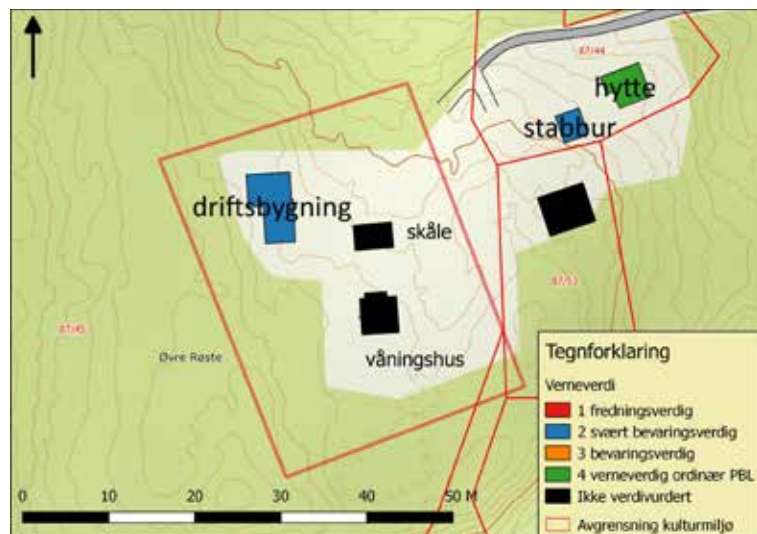 87/44
hytte
stabbur
driftsbygning
skåle
87/53
87/45
Øvre Røste
våningshus
Tegnforklaring
Verneverdi
1 fredningsverdig
2 svært bevaringsverdig
3 bevaringsverdig
4 verneverdig ordinær PBL
Ikke verdivurdert
Avgrensning kulturmiljø
0 10 20 30 40 50 M